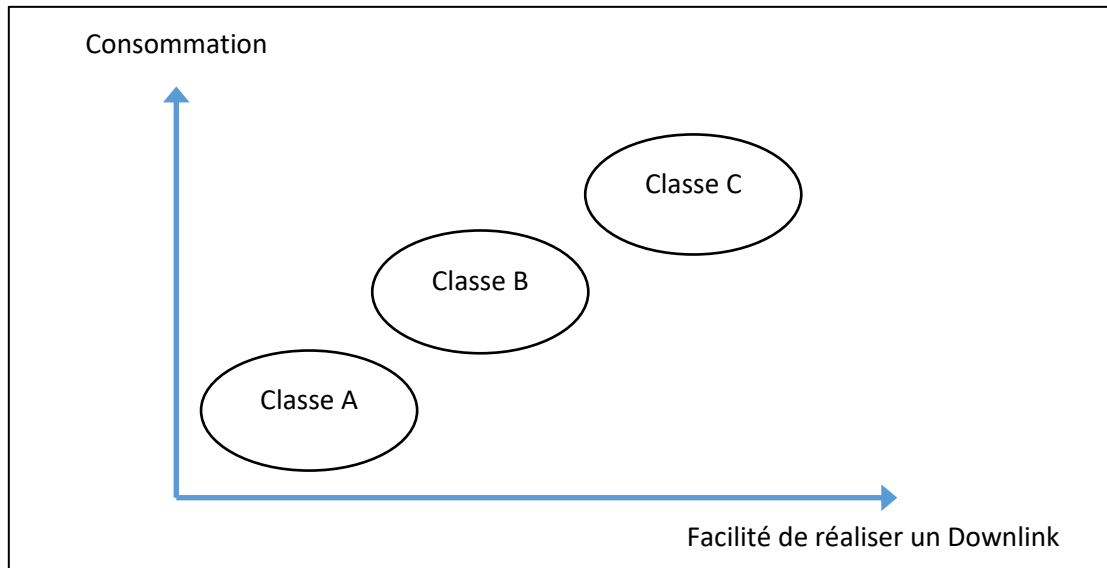 Consommation
Classe C
Classe B
Classe A
Facilité de réaliser un Downlink